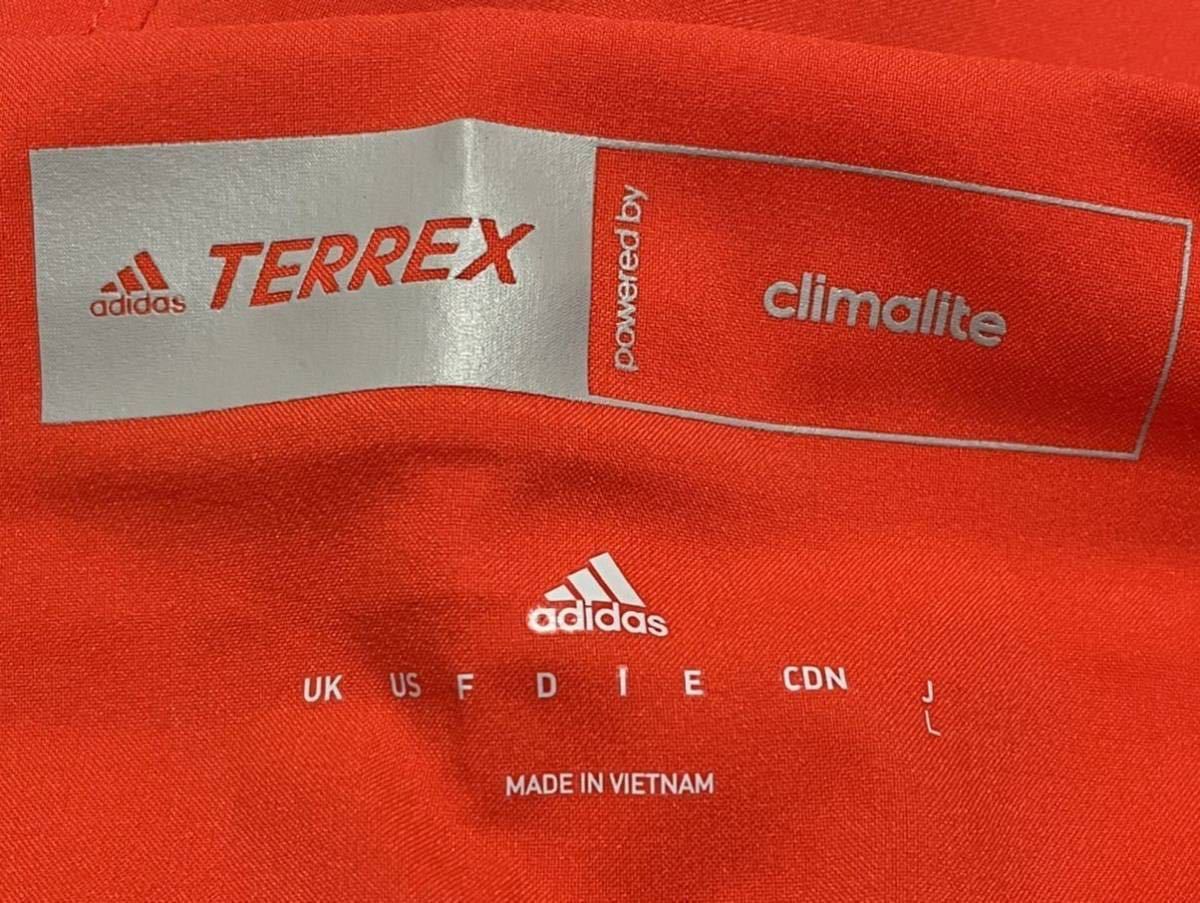 adidas TERREX
powered by
climalite
adidas
UK US F D I E CDN J
L
MADE IN VIETNAM